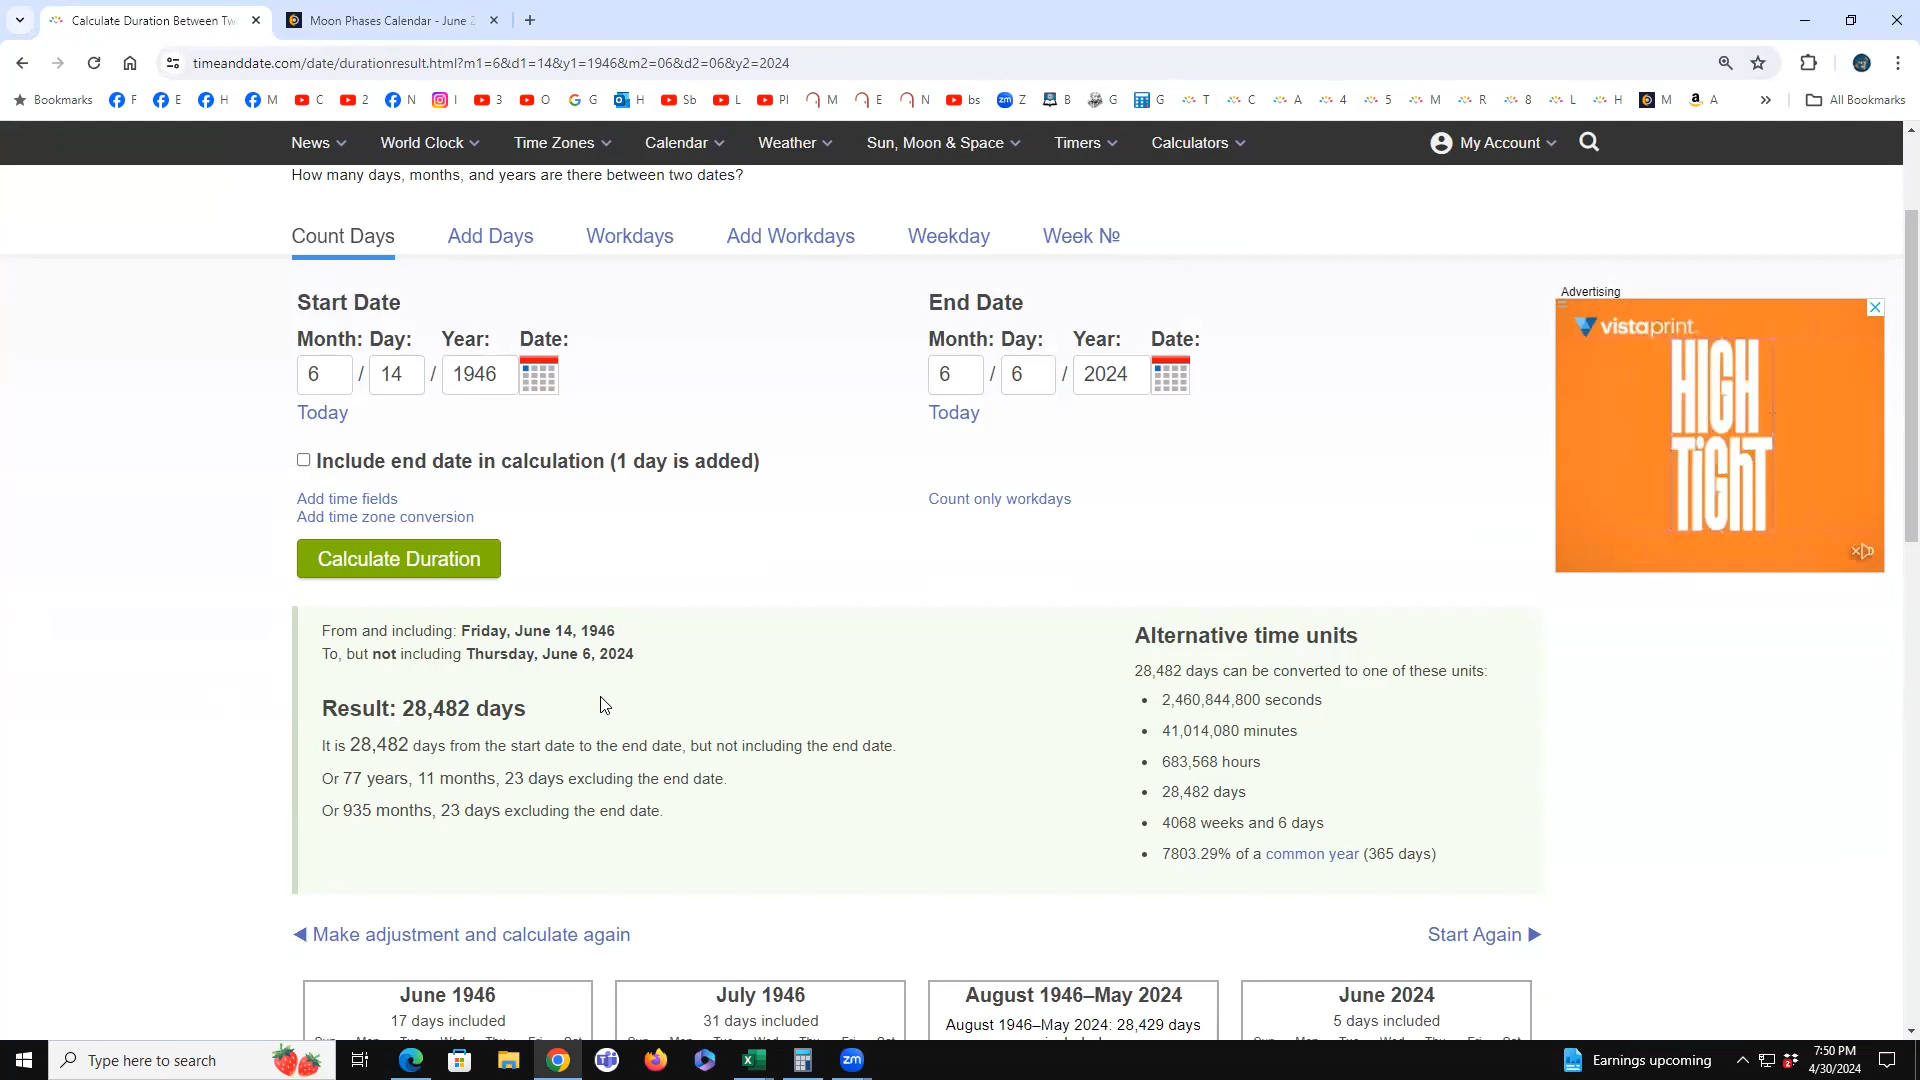 Calculate Duration Between Tw
Moon Phases Calendar - June 2
timeanddate.com/date/durationresult.html?m1=6&d1=14&y1=1946&m2=06&d2=06&y2=2024
Bookmarks F E H M C 2 N I 3 O G H Sb L Pl M E N bs Z B G G T C A 4 5 M R 8 L H M A » All Bookmarks
News World Clock Time Zones Calendar Weather Sun, Moon & Space Timers Calculators My Account
How many days, months, and years are there between two dates?
Count Days Add Days Workdays Add Workdays Weekday Week №
Start Date
Month: Day: Year: Date:
6 / 14 / 1946
Today
End Date
Month: Day: Year: Date:
6 / 6 / 2024
Today
Include end date in calculation (1 day is added)
Add time fields
Add time zone conversion
Count only workdays
Calculate Duration
Advertising
vistaprint
HIGH
TIGHT
From and including: Friday, June 14, 1946
To, but not including Thursday, June 6, 2024
Result: 28,482 days
It is 28,482 days from the start date to the end date, but not including the end date.
Or 77 years, 11 months, 23 days excluding the end date.
Or 935 months, 23 days excluding the end date.
Alternative time units
28,482 days can be converted to one of these units:
• 2,460,844,800 seconds
• 41,014,080 minutes
• 683,568 hours
• 28,482 days
• 4068 weeks and 6 days
• 7803.29% of a common year (365 days)
Make adjustment and calculate again
Start Again
June 1946
17 days included
July 1946
31 days included
August 1946–May 2024
August 1946–May 2024: 28,429 days
June 2024
5 days included
Type here to search
zm
Earnings upcoming
7:50 PM
4/30/2024